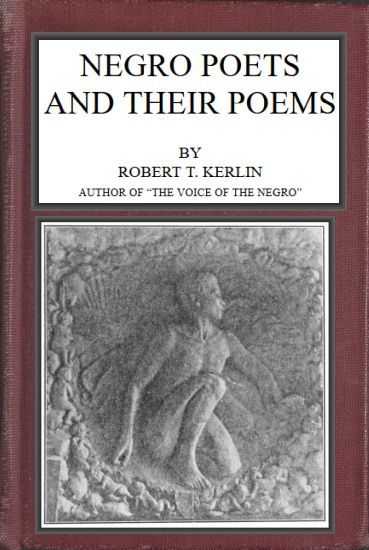 NEGRO POETS
AND THEIR POEMS
BY
ROBERT T. KERLIN
AUTHOR OF “THE VOICE OF THE NEGRO”